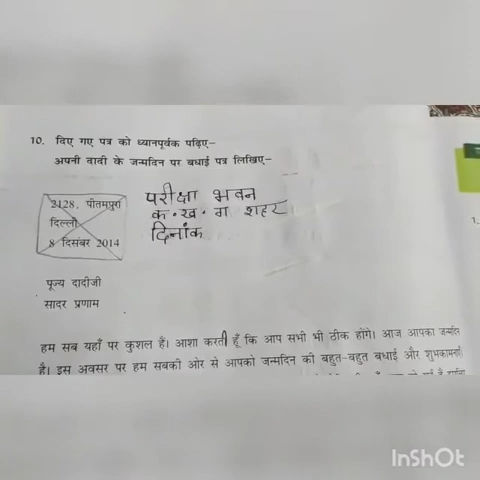 10. दिए गए पत्र को ध्यानपूर्वक पढ़िए–
अपनी दादी के जन्मदिन पर बधाई पत्र लिखिए–
2128, पीतमपुरा
दिल्ली
8 दिसंबर 2014
परीक्षा भवन
क.ख.ग शहर
दिनांक
1.
पूज्य दादीजी
सादर प्रणाम
हम सब यहाँ पर कुशल हैं। आशा करती हूँ कि आप सभी भी ठीक होंगे। आज आपका जन्मदिन
है। इस अवसर पर हम सबकी ओर से आपको जन्मदिन की बहुत-बहुत बधाई और शुभकामनाएँ
InShOt